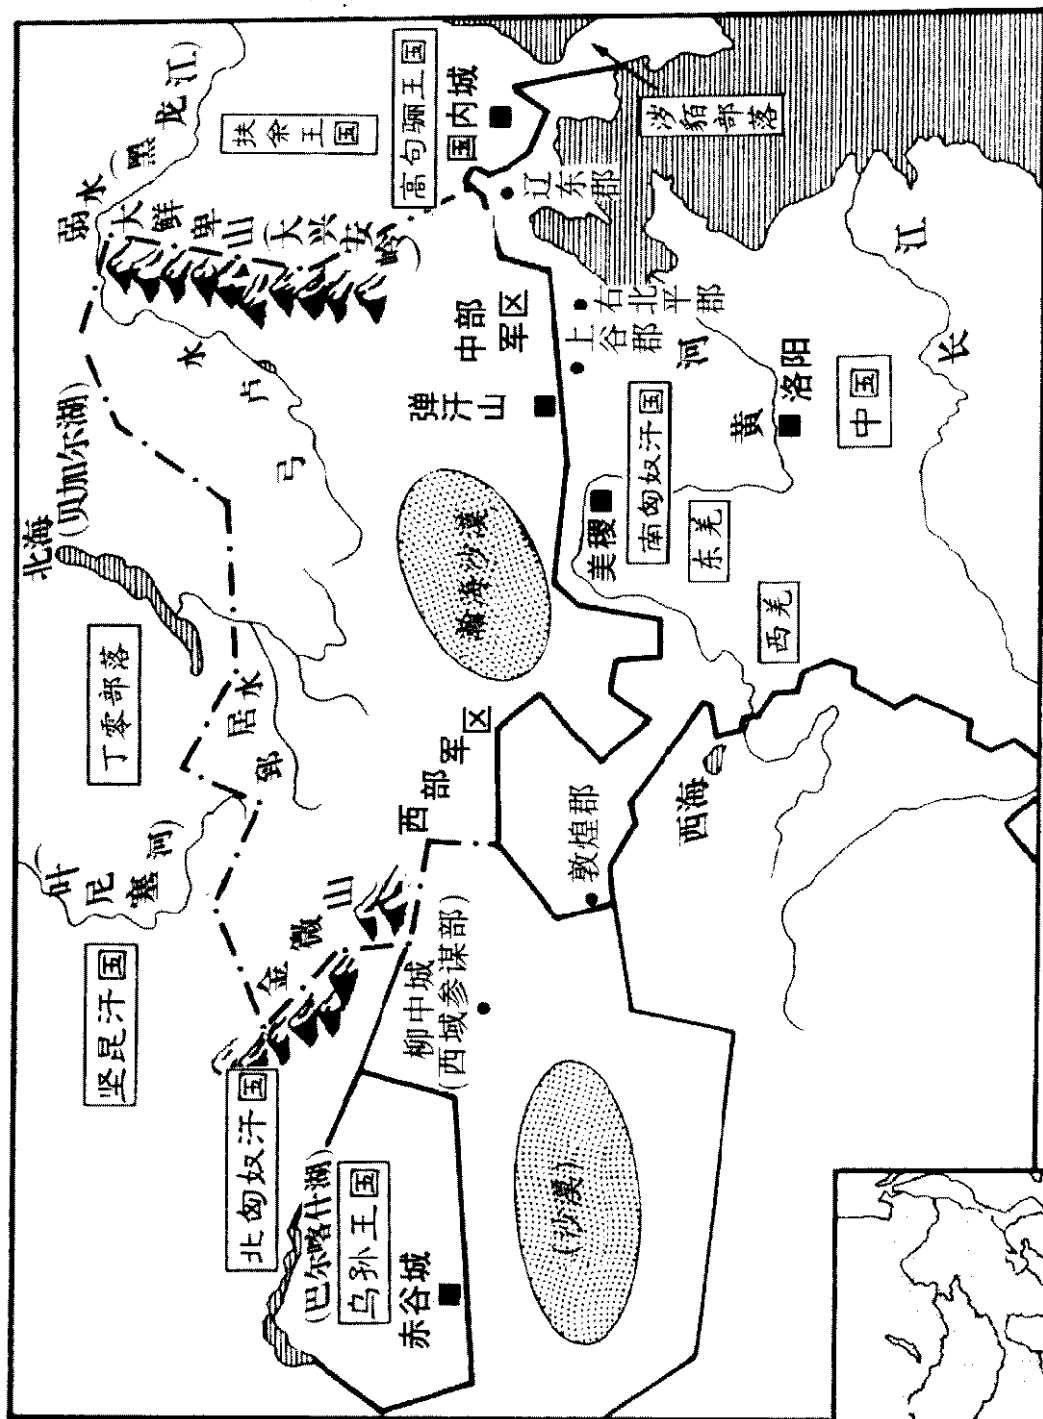 北海
(贝加尔湖)
叶尼塞河)
丁零部落
坚昆汗国
弱水(黑龙江)
大鲜卑山(大兴安岭)
扶余王国
弓卢水
郅居水
金微山
北匈奴汗国
(巴尔喀什湖)
乌孙王国
赤谷城
柳中城
(西域参谋部)
西部军区
瀚海沙漠
弹汗山
中部
军区
高句骊王国
国内城
辽东郡
右北平郡
上谷郡
涉貊部落
(沙漠)
敦煌郡
美稷
南匈奴汗国
黄河
东羌
西羌
西海
洛阳
中国
长江